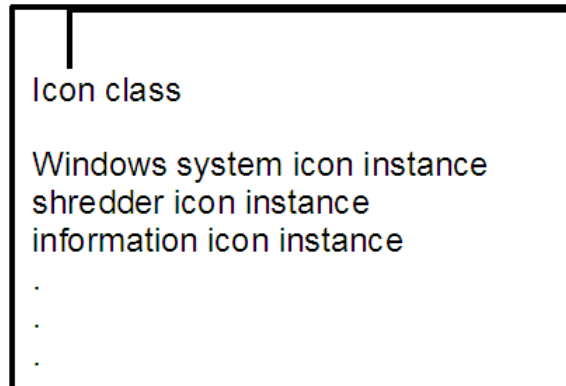 Icon class
Windows system icon instance
shredder icon instance
information icon instance
.
.
.